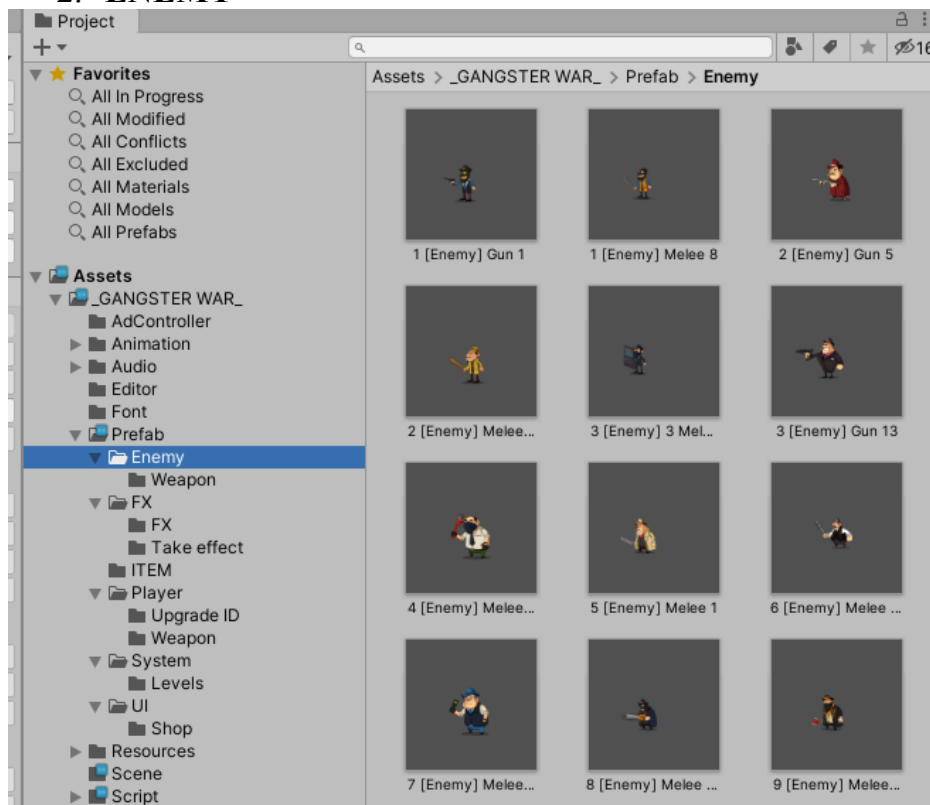 2. ENEMY
Project
16
Favorites
All In Progress
All Modified
All Conflicts
All Excluded
All Materials
All Models
All Prefabs
Assets
_GANGSTER WAR_
AdController
Animation
Audio
Editor
Font
Prefab
Enemy
Weapon
FX
FX
Take effect
ITEM
Player
Upgrade ID
Weapon
System
Levels
UI
Shop
Resources
Scene
Script
Assets > _GANGSTER WAR_ > Prefab > Enemy
1 [Enemy] Gun 1
1 [Enemy] Melee 8
2 [Enemy] Gun 5
2 [Enemy] Melee...
3 [Enemy] 3 Mel...
3 [Enemy] Gun 13
4 [Enemy] Melee...
5 [Enemy] Melee 1
6 [Enemy] Melee ...
7 [Enemy] Melee...
8 [Enemy] Melee ...
9 [Enemy] Melee...